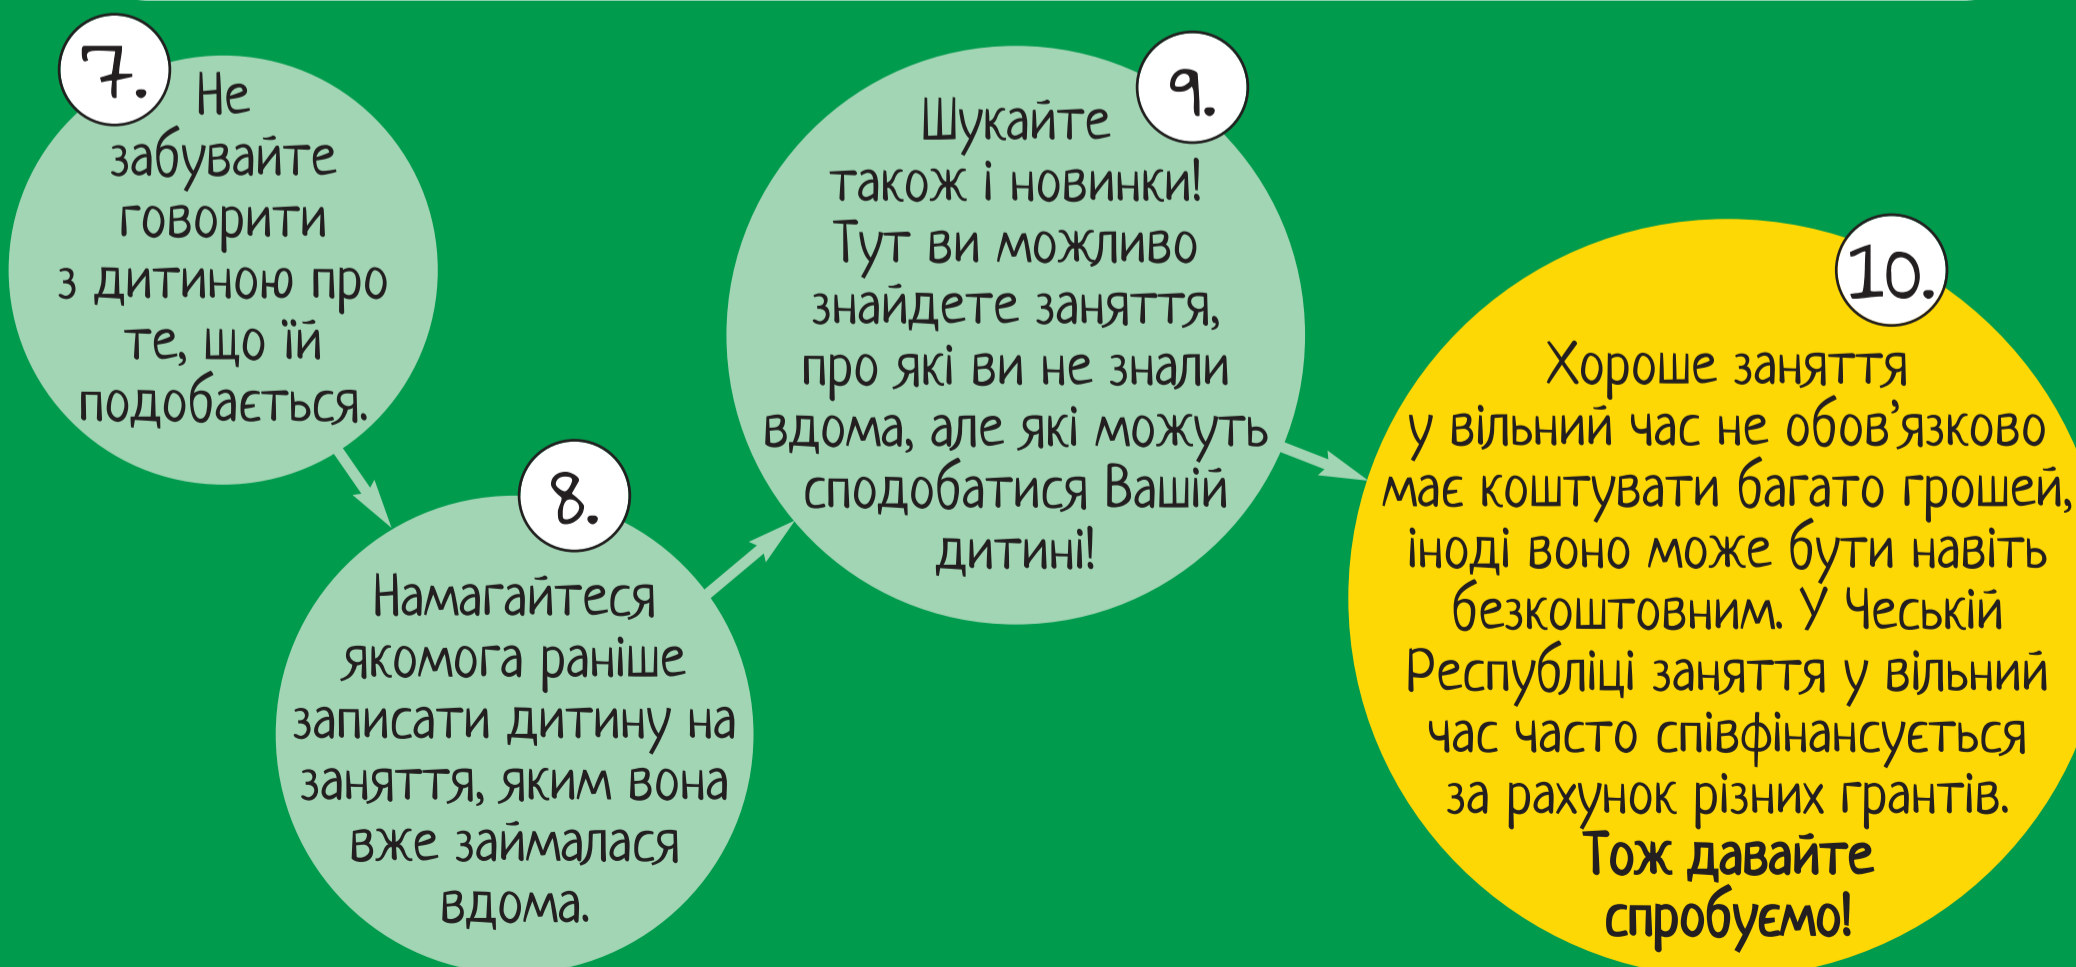 7.
Не
забувайте
говорити
з дитиною про
те, що їй
подобається.
8.
Намагайтеся
якомога раніше
записати дитину на
заняття, яким вона
вже займалася
вдома.
9.
Шукайте
також і новинки!
Тут ви можливо
знайдете заняття,
про які ви не знали
вдома, але які можуть
сподобатися Вашій
дитині!
10.
Хороше заняття
у вільний час не обов’язково
має коштувати багато грошей,
іноді воно може бути навіть
безкоштовним. У Чеській
Республіці заняття у вільний
час часто співфінансується
за рахунок різних грантів.
Тож давайте
спробуємо!